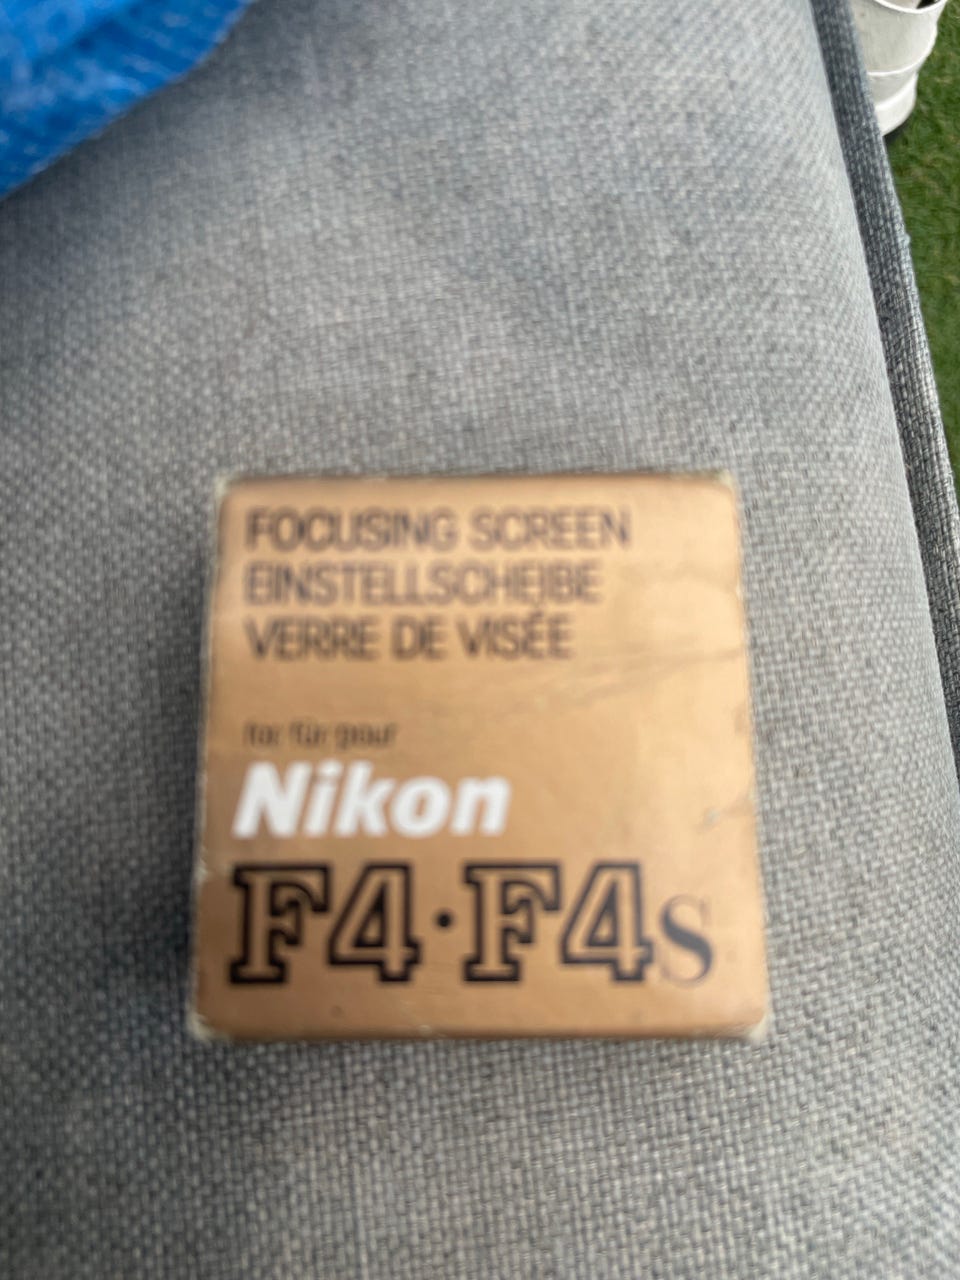 FOCUSING SCREEN
EINSTELLSCHEIBE
VERRE DE VISÉE
for für pour
Nikon
F4·F4s